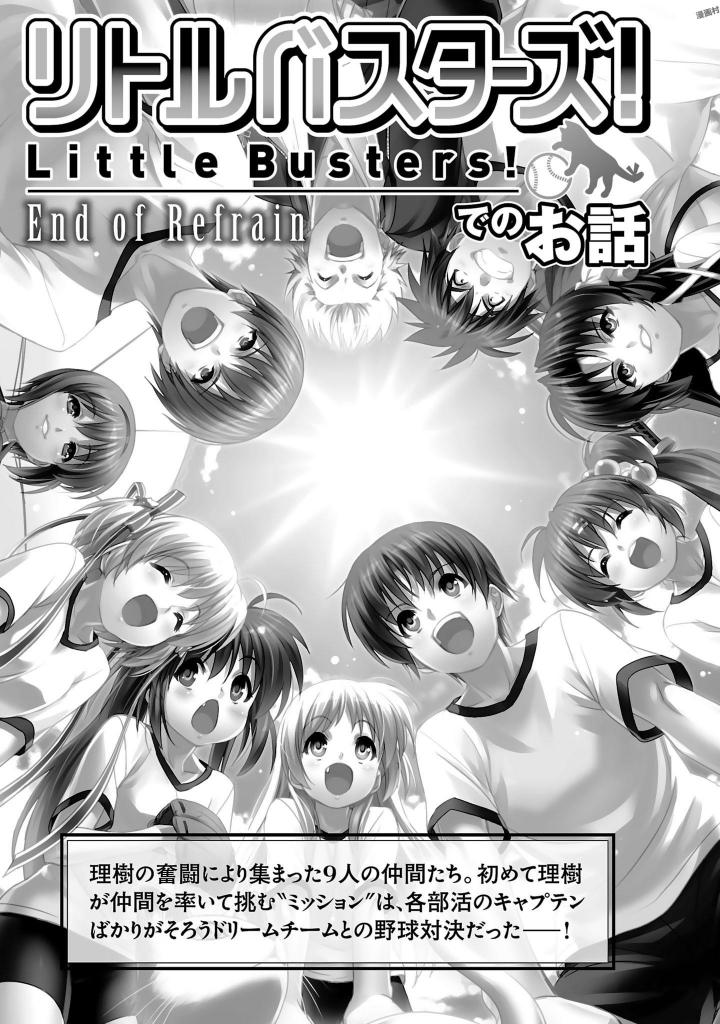 漫画村
リトルバスターズ!
Little Busters!
End of Refrain
でのお話
理樹の奮闘により集まった9人の仲間たち。初めて理樹
が仲間を率いて挑む〝ミッション〟は、各部活のキャプテン
ばかりがそろうドリームチームとの野球対決だった──!